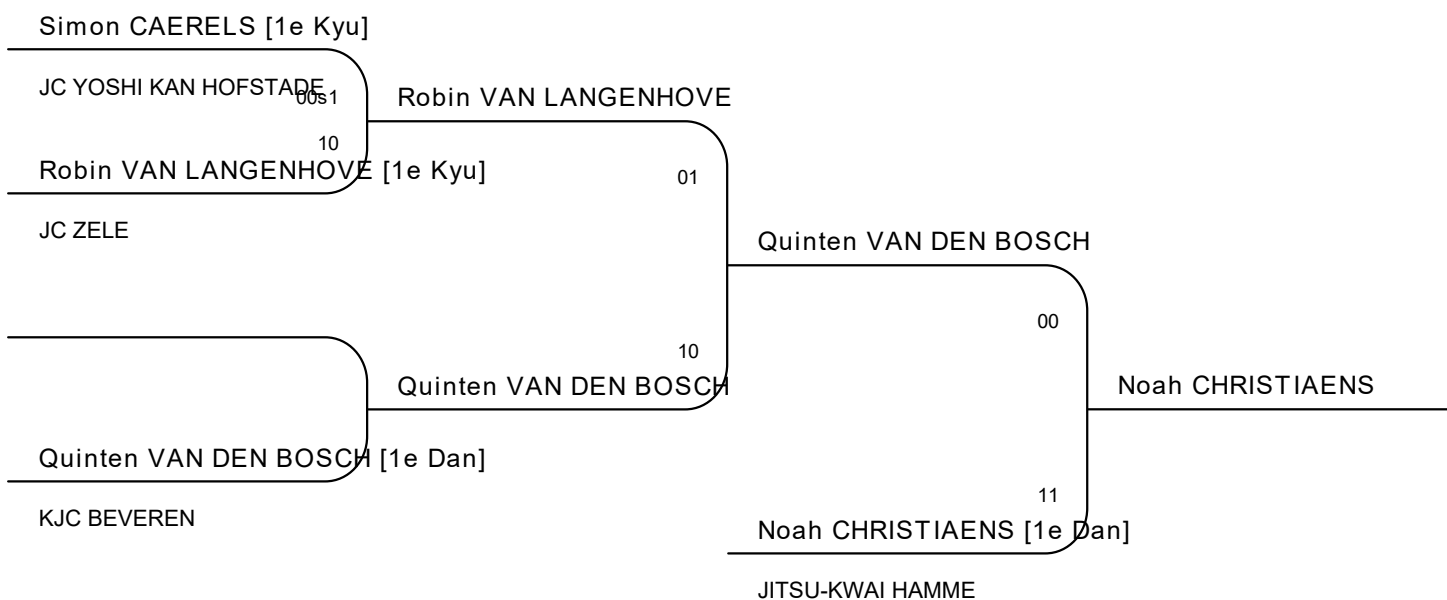 Simon CAERELS [1e Kyu]
JC YOSHI KAN HOFSTADE
00s1
Robin VAN LANGENHOVE
10
Robin VAN LANGENHOVE [1e Kyu]
01
JC ZELE
Quinten VAN DEN BOSCH
00
10
Quinten VAN DEN BOSCH
Noah CHRISTIAENS
Quinten VAN DEN BOSCH [1e Dan]
KJC BEVEREN
11
Noah CHRISTIAENS [1e Dan]
JITSU-KWAI HAMME